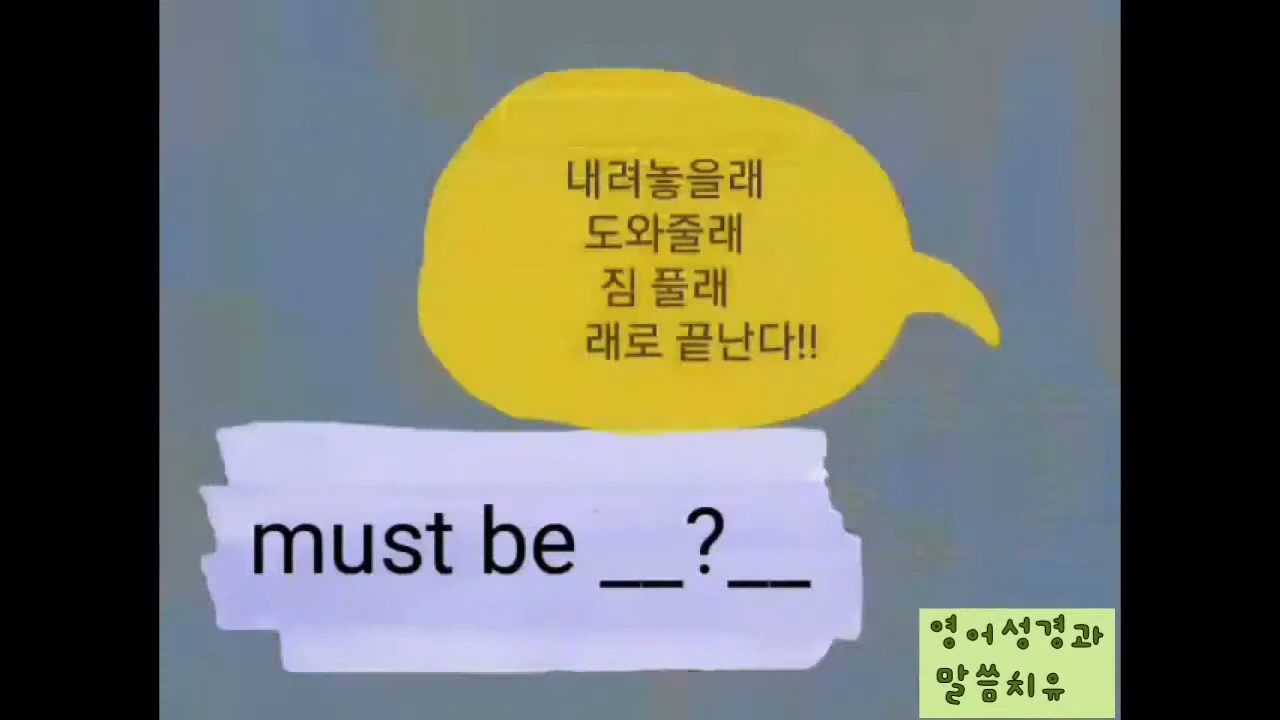 내려놓을래
도와줄래
짐 풀래
래로 끝난다!!
must be __?__
영어성경과
말씀치유